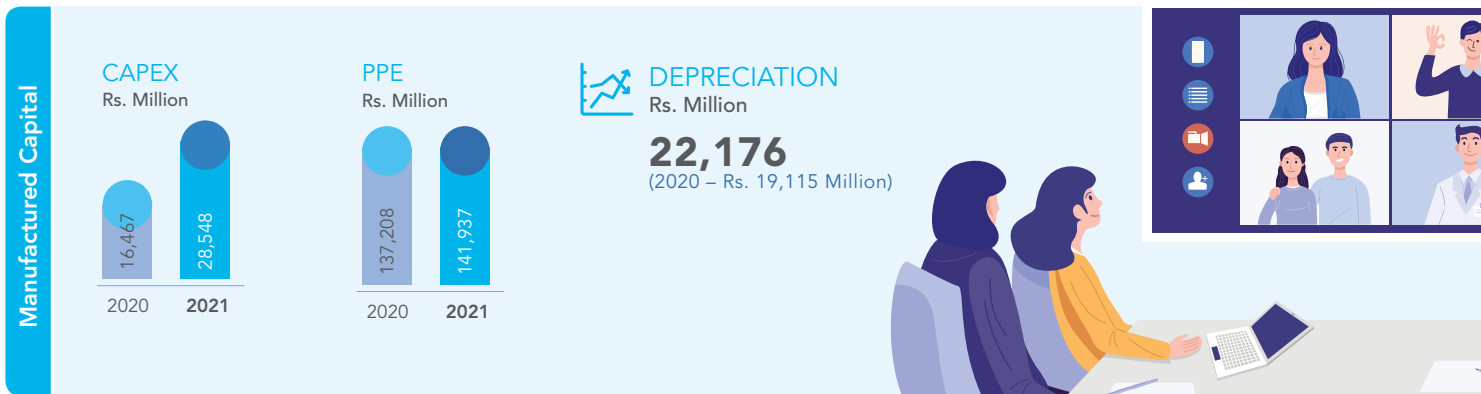 Manufactured Capital
CAPEX
Rs. Million
16,467
28,548
2020 2021
PPE
Rs. Million
137,208
141,937
2020 2021
DEPRECIATION
Rs. Million
22,176
(2020 – Rs. 19,115 Million)